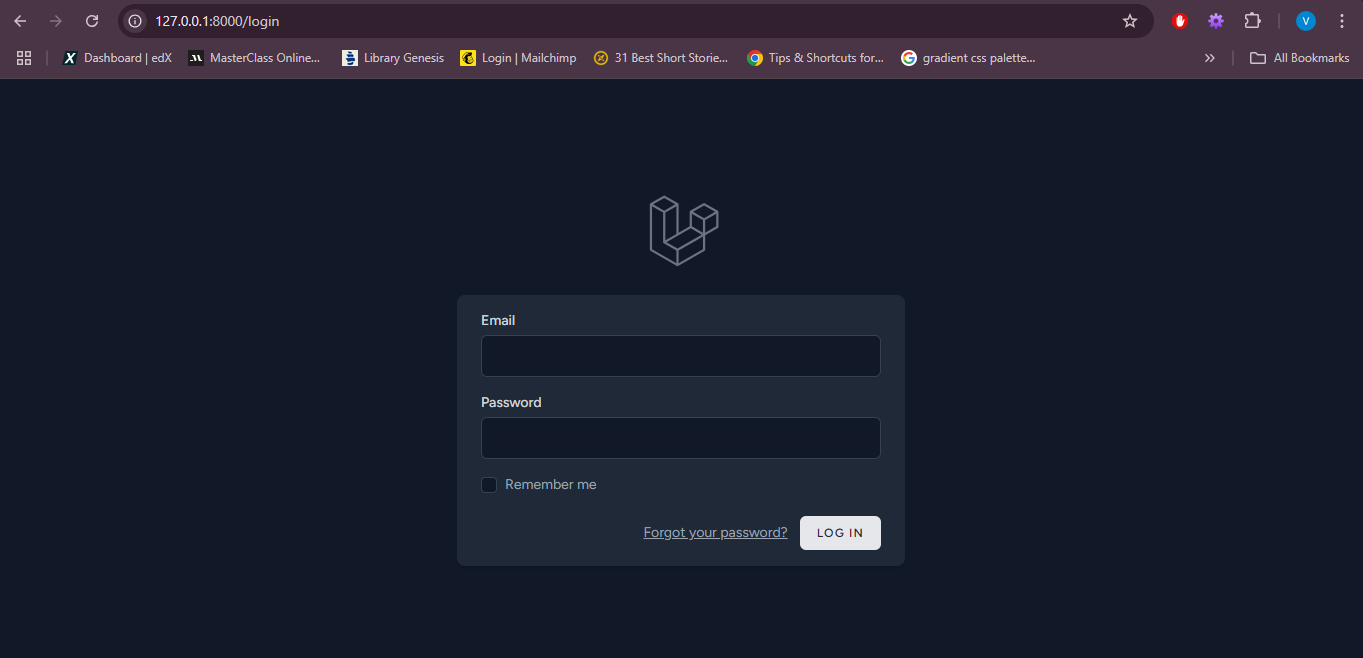 127.0.0.1:8000/login
V
Dashboard | edX
MasterClass Online...
Library Genesis
Login | Mailchimp
31 Best Short Storie...
Tips & Shortcuts for...
gradient css palette...
All Bookmarks
Email
Password
Remember me
Forgot your password?
LOG IN